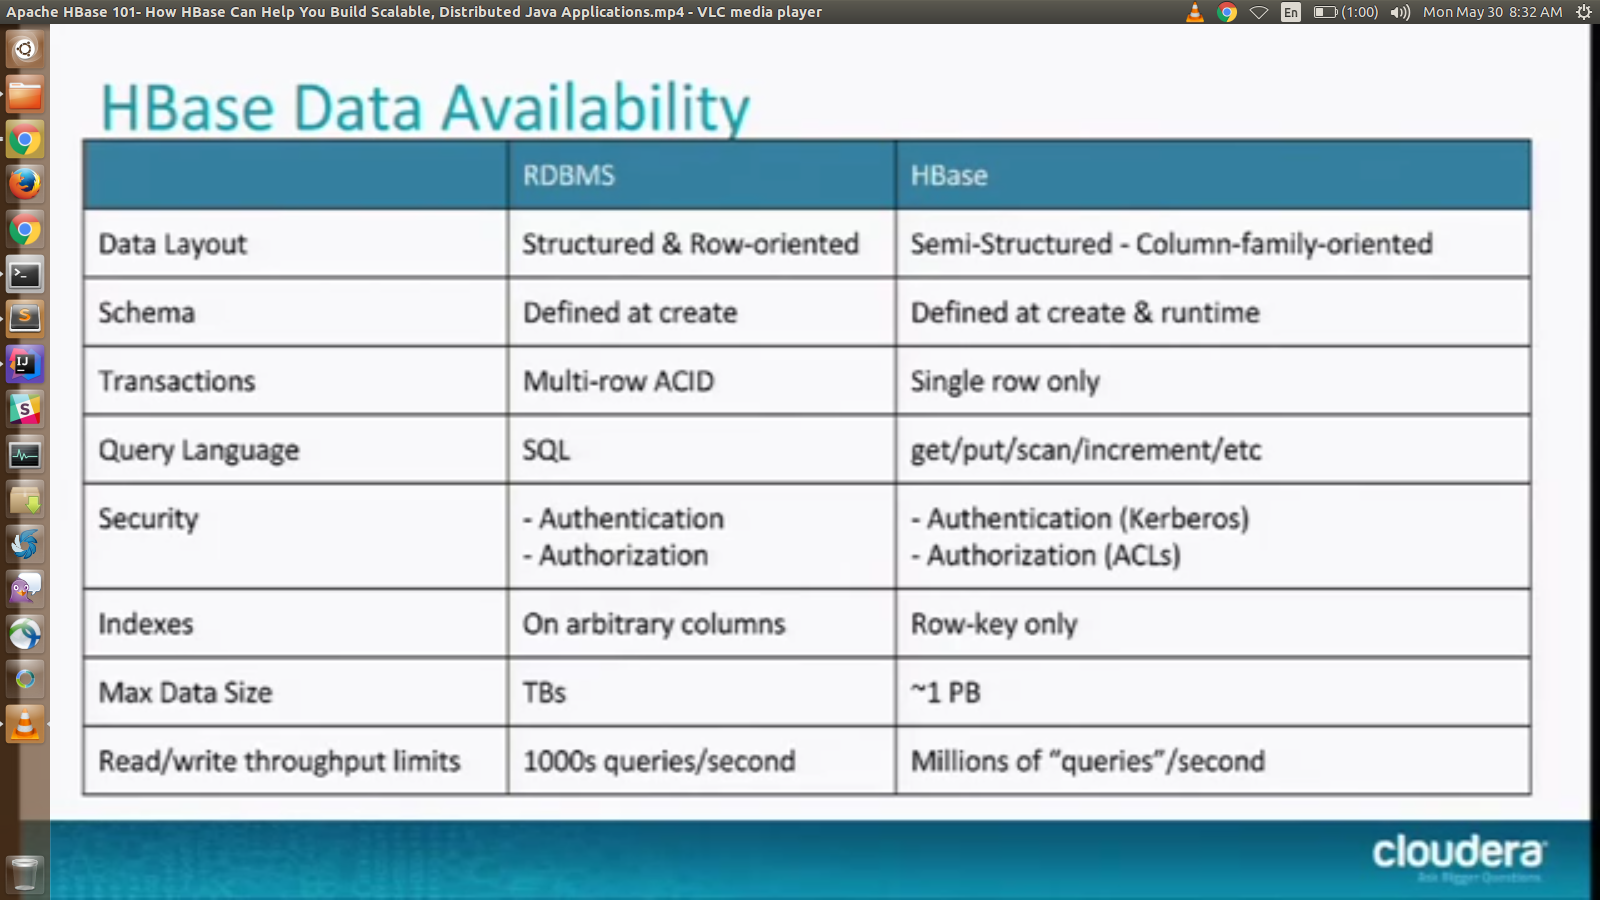 Apache HBase 101- How HBase Can Help You Build Scalable, Distributed Java Applications.mp4 - VLC media player
En (1:00) Mon May 30 8:32 AM
HBase Data Availability
RDBMS HBase
Data Layout Structured & Row-oriented Semi-Structured - Column-family-oriented
Schema Defined at create Defined at create & runtime
Transactions Multi-row ACID Single row only
Query Language SQL get/put/scan/increment/etc
Security - Authentication - Authentication (Kerberos)
- Authorization - Authorization (ACLs)
Indexes On arbitrary columns Row-key only
Max Data Size TBs ~1 PB
Read/write throughput limits 1000s queries/second Millions of “queries”/second
cloudera
Ask Bigger Questions